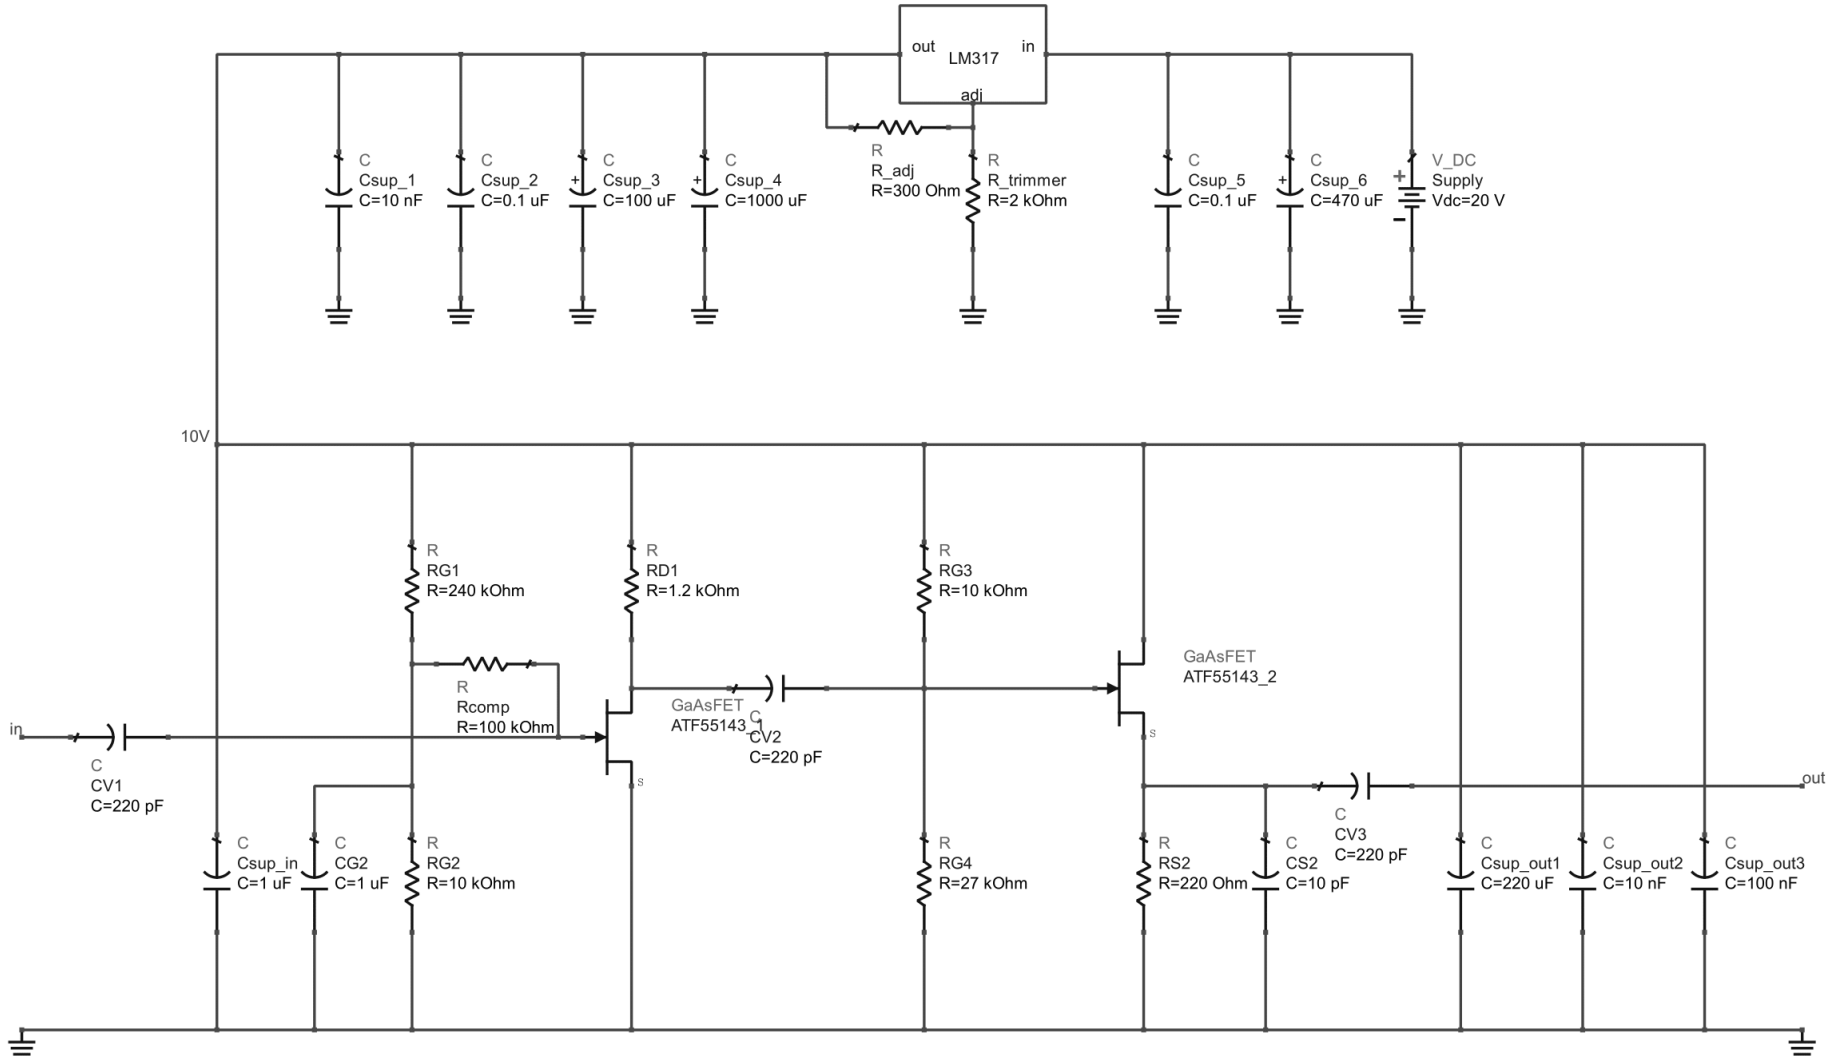 out
in
LM317
adj
C
Csup_1
C=10 nF
C
Csup_2
C=0.1 uF
+
C
Csup_3
C=100 uF
+
C
Csup_4
C=1000 uF
R
R_adj
R=300 Ohm
R
R_trimmer
R=2 kOhm
C
Csup_5
C=0.1 uF
+
C
Csup_6
C=470 uF
+
-
V_DC
Supply
Vdc=20 V
10V
R
RG1
R=240 kOhm
R
RD1
R=1.2 kOhm
R
RG3
R=10 kOhm
R
Rcomp
R=100 kOhm
GaAsFET
ATF55143_1
s
C
CV2
C=220 pF
GaAsFET
ATF55143_2
s
in
C
CV1
C=220 pF
out
C
CV3
C=220 pF
C
Csup_in
C=1 uF
C
CG2
C=1 uF
R
RG2
R=10 kOhm
R
RG4
R=27 kOhm
R
RS2
R=220 Ohm
C
CS2
C=10 pF
C
Csup_out1
C=220 uF
C
Csup_out2
C=10 nF
C
Csup_out3
C=100 nF